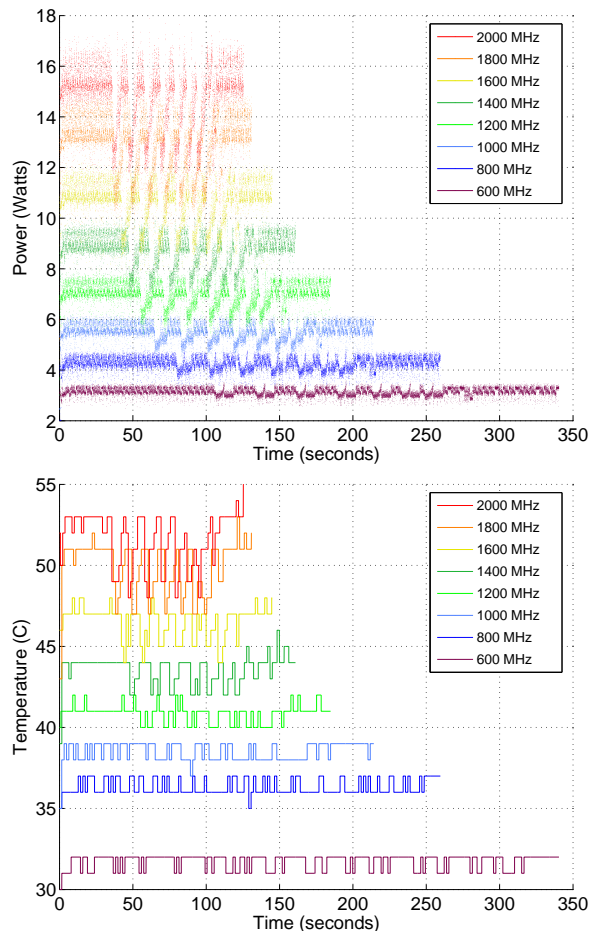 18
16
14
12
10
8
6
4
2
Power (Watts)
2000 MHz
1800 MHz
1600 MHz
1400 MHz
1200 MHz
1000 MHz
800 MHz
600 MHz
0 50 100 150 200 250 300 350
Time (seconds)
55
50
45
40
35
30
Temperature (C)
2000 MHz
1800 MHz
1600 MHz
1400 MHz
1200 MHz
1000 MHz
800 MHz
600 MHz
0 50 100 150 200 250 300 350
Time (seconds)